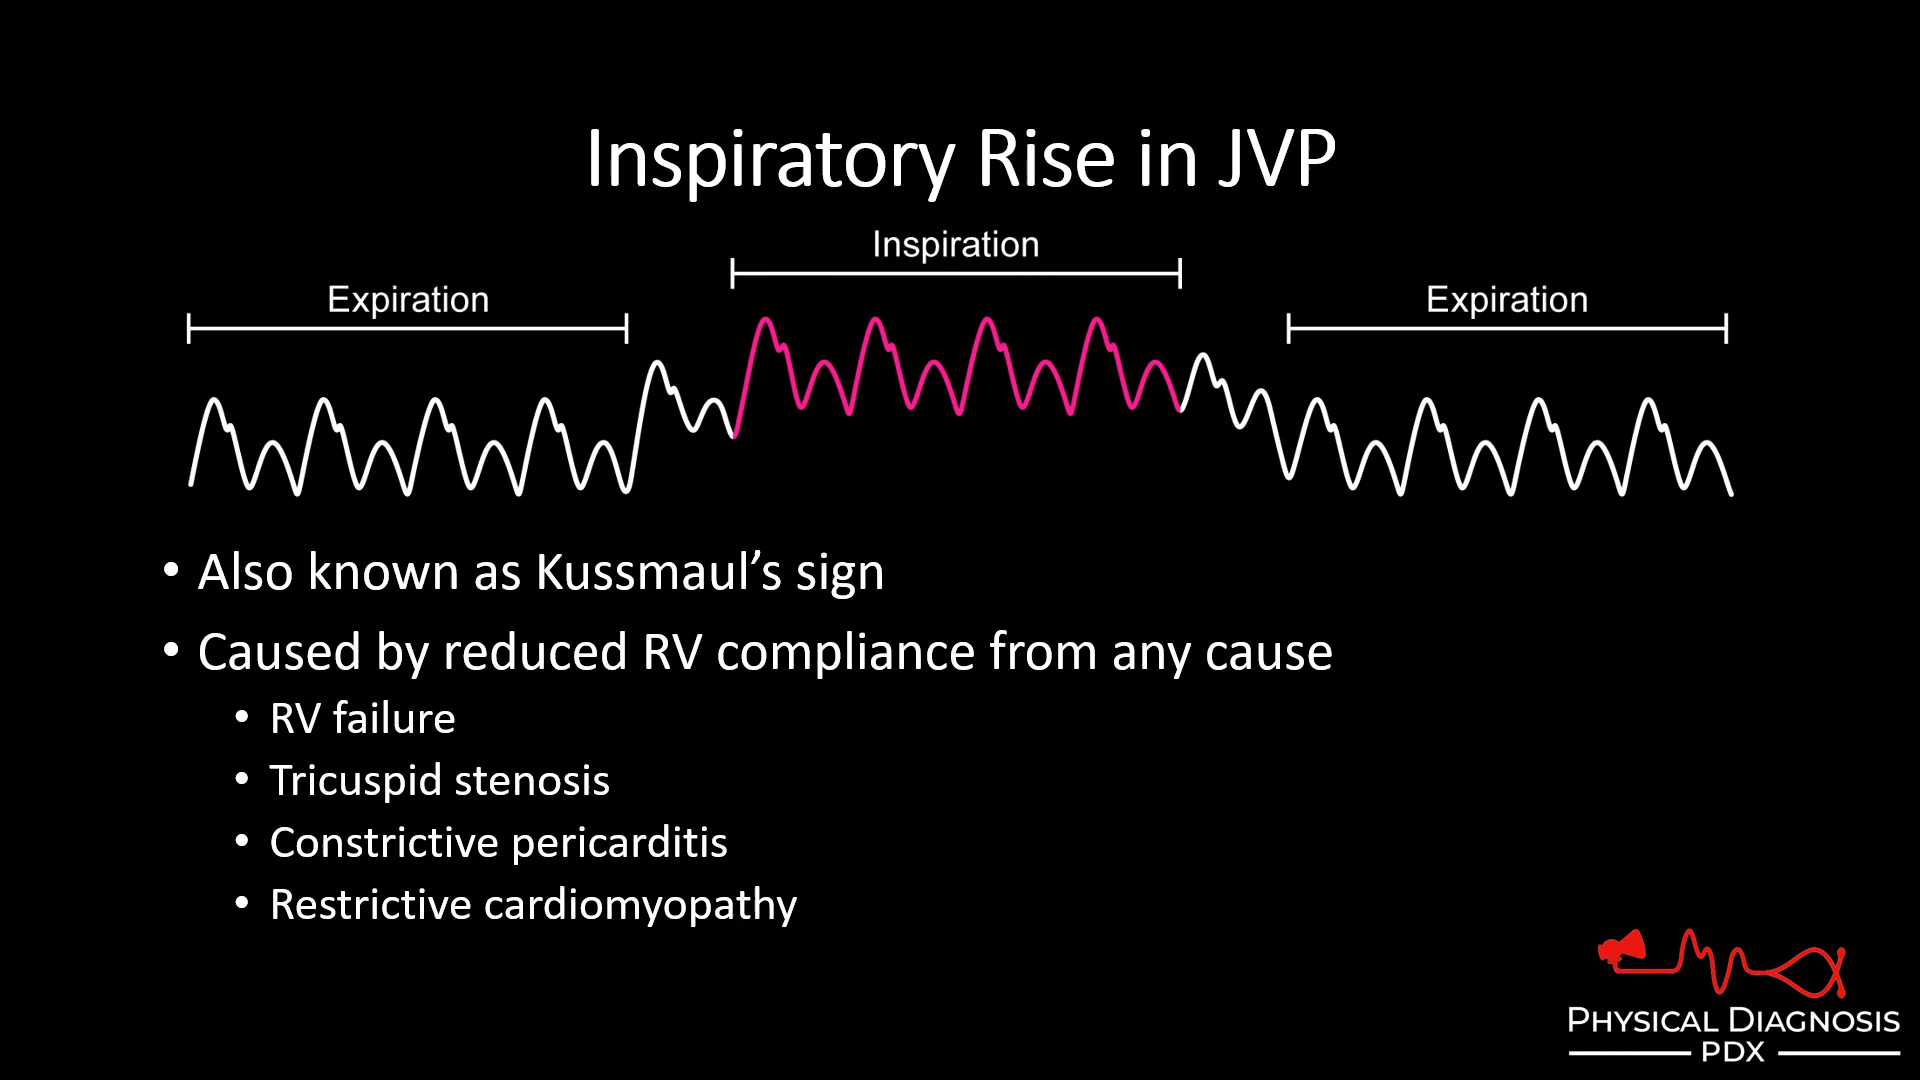 Inspiratory Rise in JVP
Inspiration
Expiration
Expiration
• Also known as Kussmaul’s sign
• Caused by reduced RV compliance from any cause
• RV failure
• Tricuspid stenosis
• Constrictive pericarditis
• Restrictive cardiomyopathy
PHYSICAL DIAGNOSIS
PDX